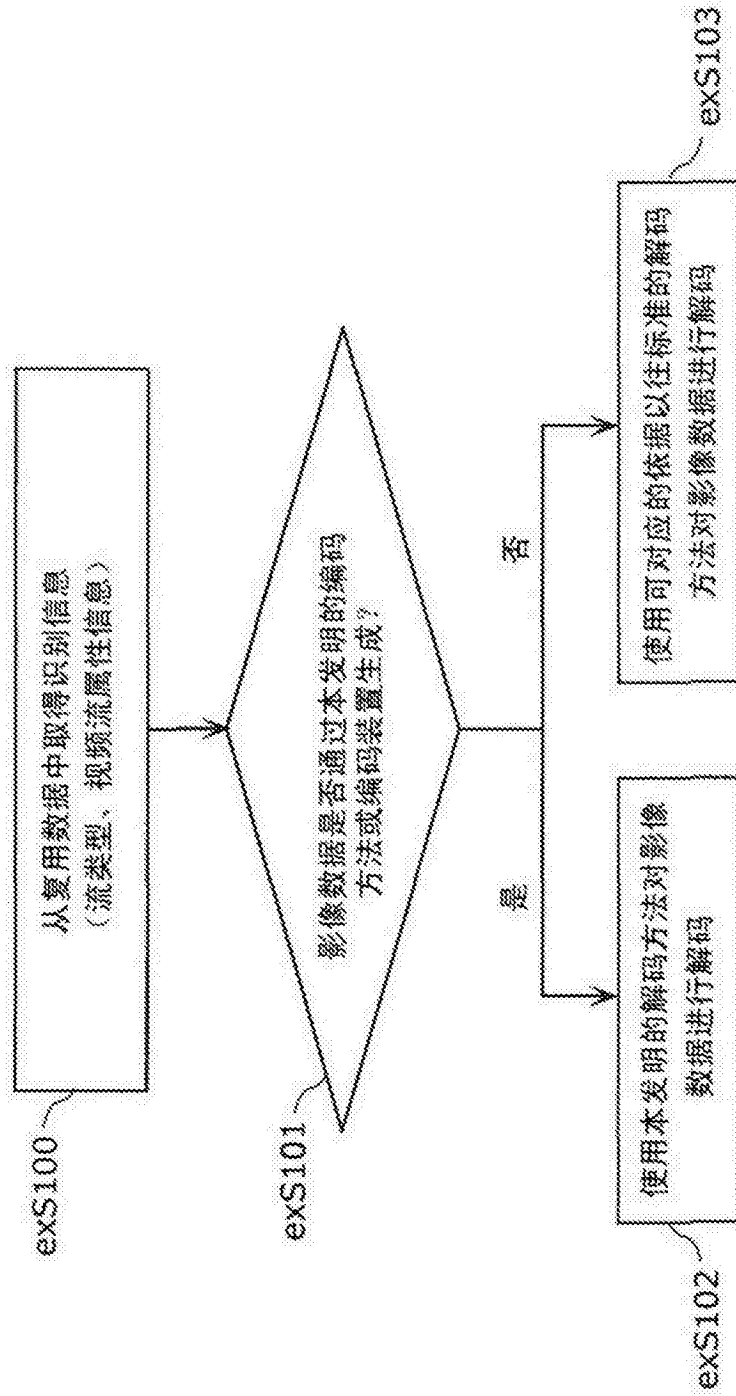 exS100
从复用数据中取得识别信息
（流类型、视频流属性信息）
exS101
影像数据是否通过本发明的编码
方法或编码装置生成？
是
否
exS102
使用本发明的解码方法对影像
数据进行解码
exS103
使用可对应的依据以往标准的解码
方法对影像数据进行解码